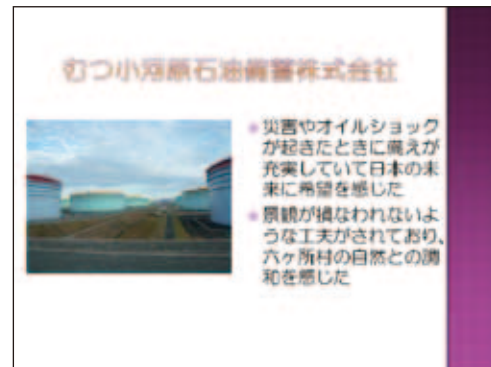 むつ小川原石油備蓄株式会社
災害やオイルショック
が起きたときに備えが
充実していて日本の未
来に希望を感じた
景観が損なわれないよ
うな工夫がされており、
六ヶ所村の自然との調
和を感じた